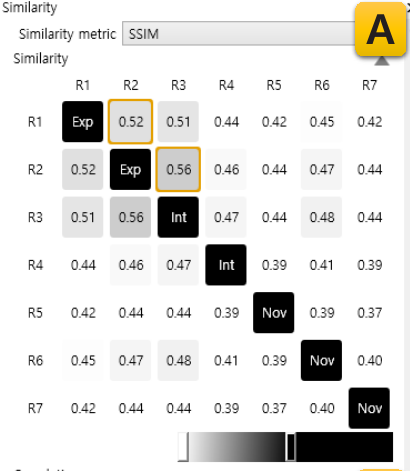 Similarity
A
Similarity metric SSIM
Similarity
R1 R2 R3 R4 R5 R6 R7
R1 Exp 0.52 0.51 0.44 0.42 0.45 0.42
R2 0.52 Exp 0.56 0.46 0.44 0.47 0.44
R3 0.51 0.56 Int 0.47 0.44 0.48 0.44
R4 0.44 0.46 0.47 Int 0.39 0.41 0.39
R5 0.42 0.44 0.44 0.39 Nov 0.39 0.37
R6 0.45 0.47 0.48 0.41 0.39 Nov 0.40
R7 0.42 0.44 0.44 0.39 0.37 0.40 Nov